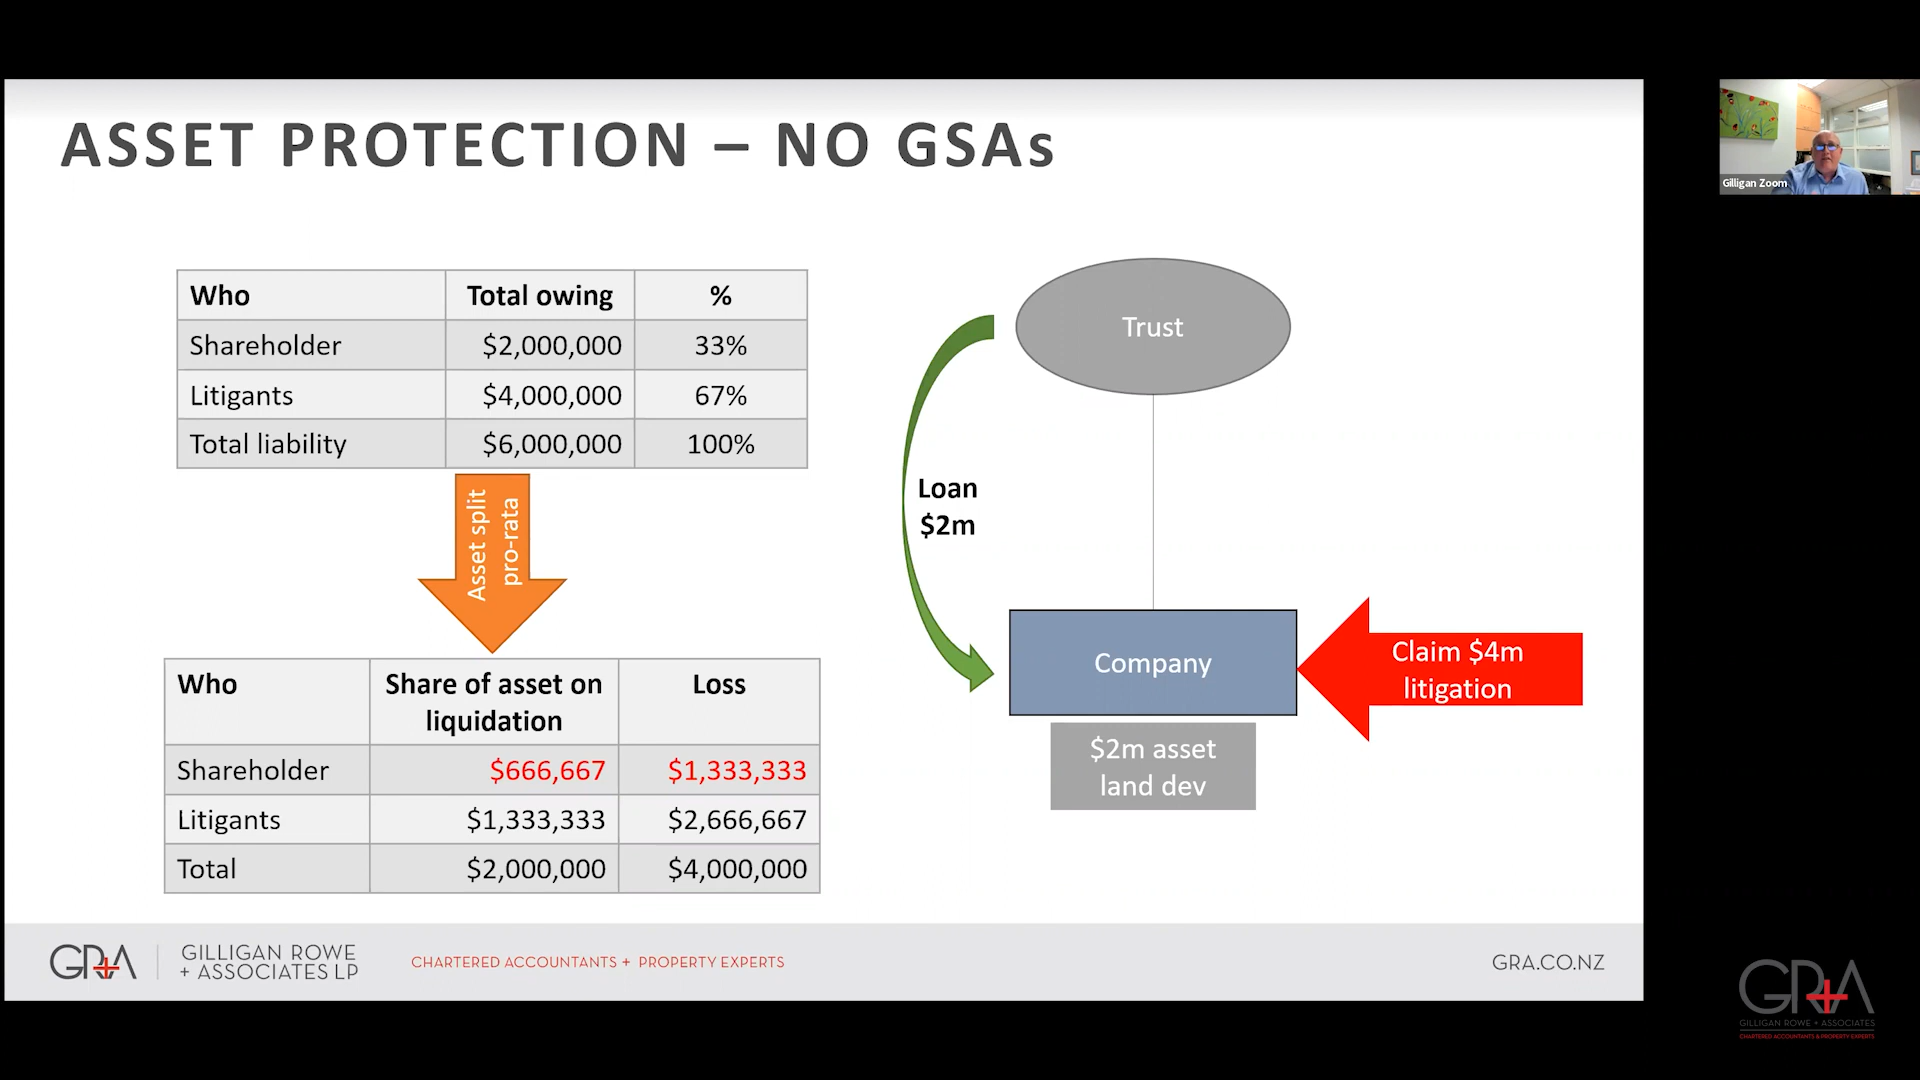 ASSET PROTECTION – NO GSAs
Who Total owing %
Shareholder $2,000,000 33%
Litigants $4,000,000 67%
Total liability $6,000,000 100%
Asset split
pro-rata
Who Share of asset on Loss
liquidation
Shareholder $666,667 $1,333,333
Litigants $1,333,333 $2,666,667
Total $2,000,000 $4,000,000
Trust
Loan
$2m
Company
Claim $4m
litigation
$2m asset
land dev
GRA
GILLIGAN ROWE
+ ASSOCIATES LP
CHARTERED ACCOUNTANTS + PROPERTY EXPERTS
GRA.CO.NZ
Gilligan Zoom
GRA
GILLIGAN ROWE + ASSOCIATES
CHARTERED ACCOUNTANTS & PROPERTY EXPERTS